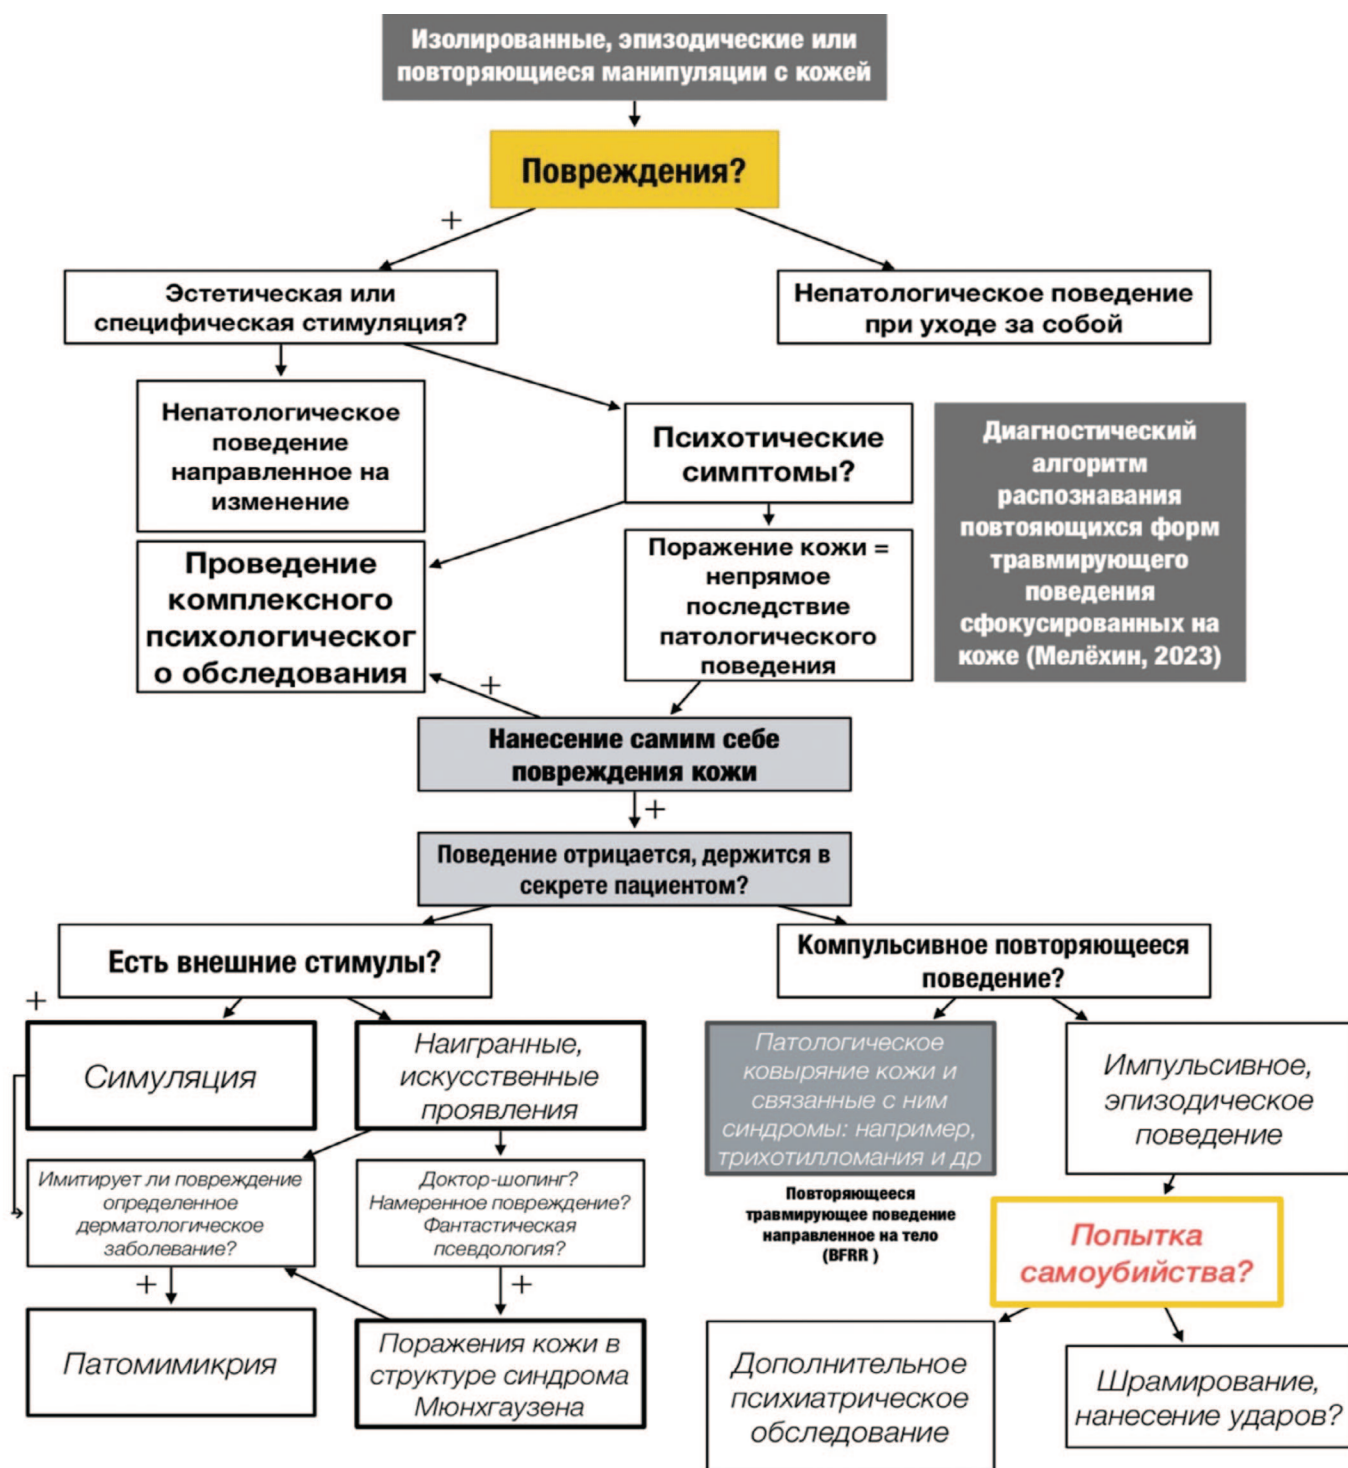 Изолированные, эпизодические или
повторяющиеся манипуляции с кожей
Повреждения?
+
Эстетическая или
специфическая стимуляция?
Непатологическое поведение
при уходе за собой
Непатологическое
поведение
направленное на
изменение
Психотические
симптомы?
Диагностический
алгоритм
распознавания
повтояющихся форм
травмирующего
поведения
сфокусированных на
коже (Мелёхин, 2023)
Проведение
комплексного
психологическог
о обследования
Поражение кожи =
непрямое
последствие
патологического
поведения
+
Нанесение самим себе
повреждения кожи
+
Поведение отрицается, держится в
секрете пациентом?
Есть внешние стимулы?
Компульсивное повторяющееся
поведение?
+
Симуляция
Наигранные,
искусственные
проявления
Патологическое
ковыряние кожи и
связанные с ним
синдромы: например,
трихотилломания и др
Импульсивное,
эпизодическое
поведение
Имитирует ли повреждение
определенное
дерматологическое
заболевание?
Доктор-шопинг?
Намеренное повреждение?
Фантастическая
псевдология?
Повторяющееся
травмирующее поведение
направленное на тело
(BFRR )
Попытка
самоубийства?
+
+
Патомимикрия
Поражения кожи в
структуре синдрома
Мюнхгаузена
Дополнительное
психиатрическое
обследование
Шрамирование,
нанесение ударов?